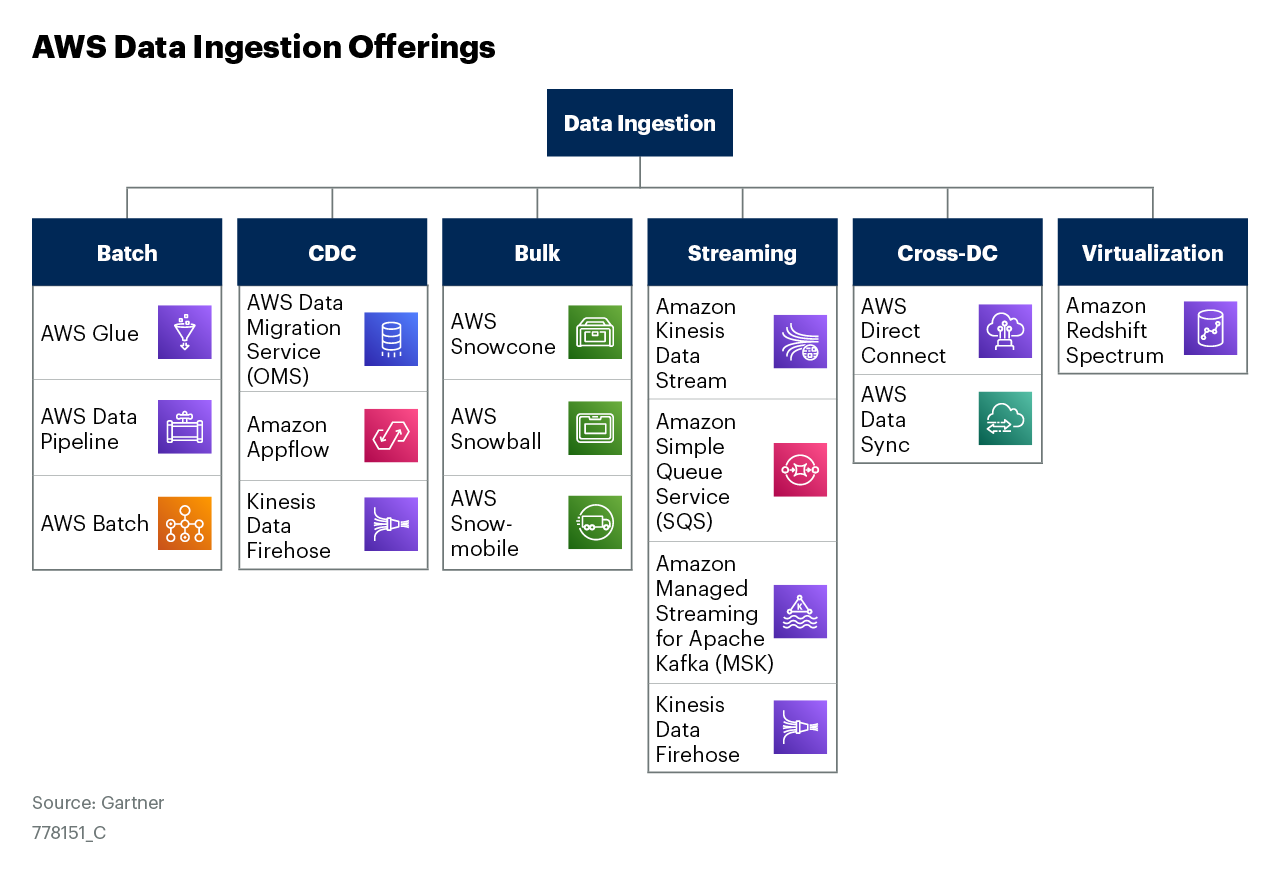 AWS Data Ingestion Offerings
Data Ingestion
Batch
AWS Glue
AWS Data
Pipeline
AWS Batch
CDC
AWS Data
Migration
Service
(OMS)
Amazon
Appflow
Kinesis
Data
Firehose
Bulk
AWS
Snowcone
AWS
Snowball
AWS
Snow-
mobile
Streaming
Amazon
Kinesis
Data
Stream
Amazon
Simple
Queue
Service
(SQS)
Amazon
Managed
Streaming
for Apache
Kafka (MSK)
K
Kinesis
Data
Firehose
Cross-DC
AWS
Direct
Connect
AWS
Data
Sync
Virtualization
Amazon
Redshift
Spectrum
Source: Gartner
778151_C